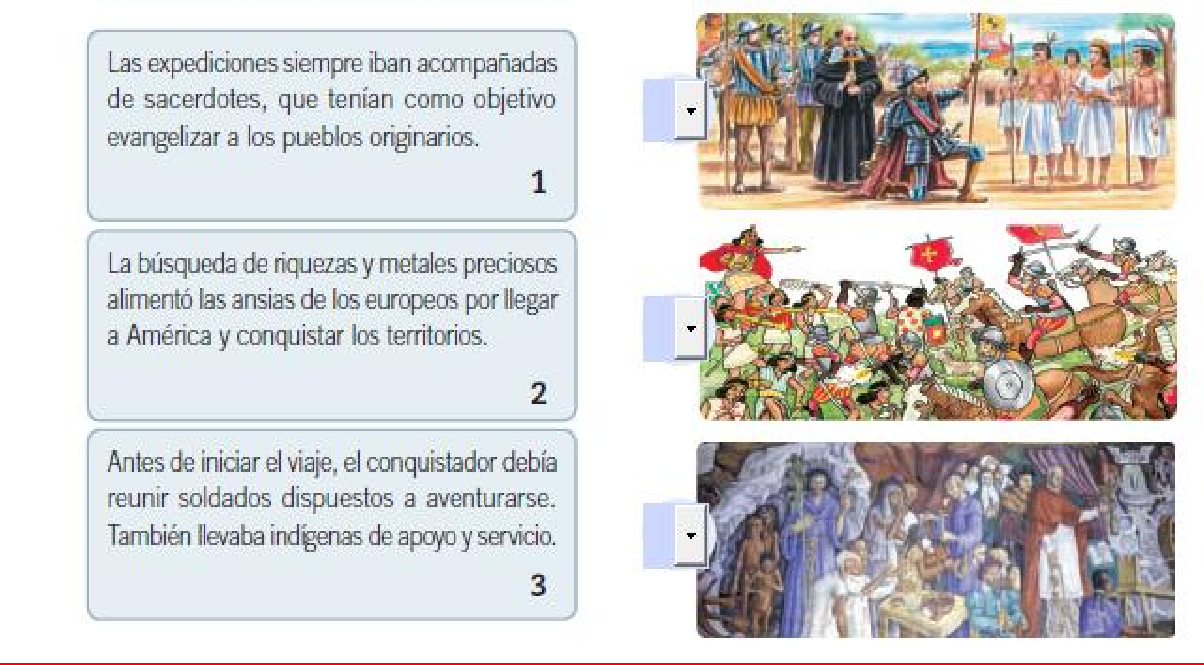 Las expediciones siempre iban acompañadas
de sacerdotes, que tenían como objetivo
evangelizar a los pueblos originarios.
1
La búsqueda de riquezas y metales preciosos
alimentó las ansias de los europeos por llegar
a América y conquistar los territorios.
2
Antes de iniciar el viaje, el conquistador debía
reunir soldados dispuestos a aventurarse.
También llevaba indígenas de apoyo y servicio.
3